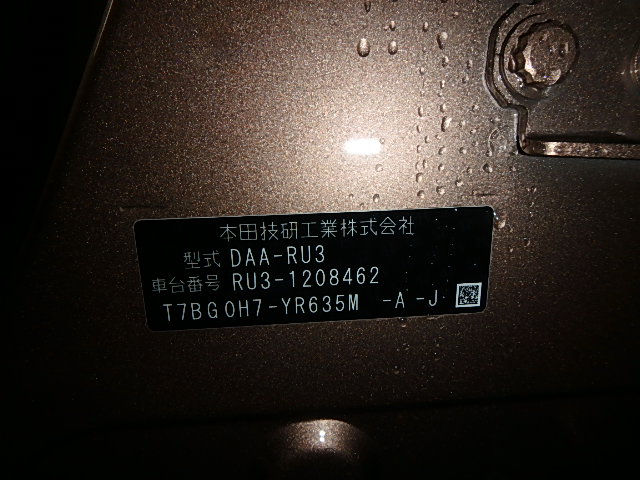 本田技研工業株式会社
型式 DAA-RU3
車台番号 RU3-1208462
T7BG0H7-YR635M -A -J